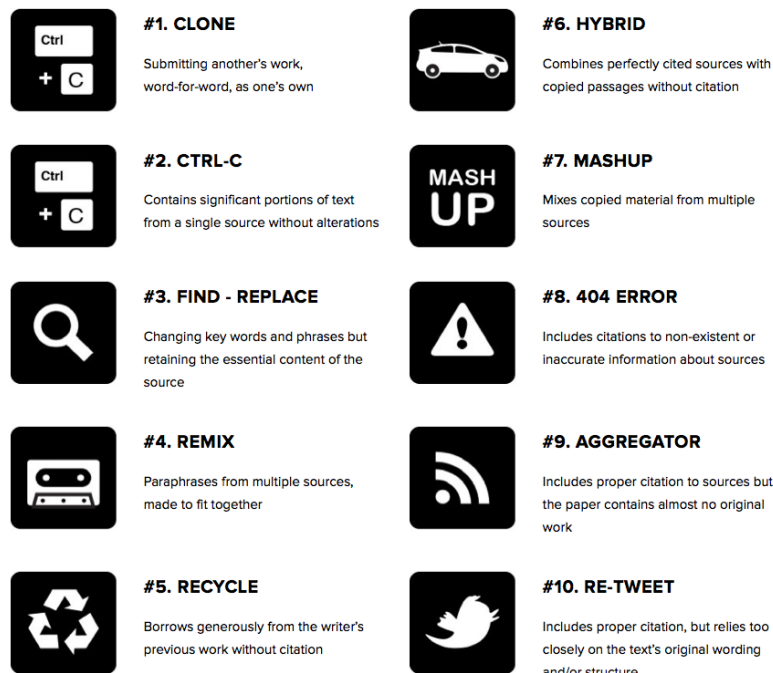 Ctrl
+ C
#1. CLONE
Submitting another's work,
word-for-word, as one's own
Ctrl
+ C
#2. CTRL-C
Contains significant portions of text
from a single source without alterations
#3. FIND - REPLACE
Changing key words and phrases but
retaining the essential content of the
source
#4. REMIX
Paraphrases from multiple sources,
made to fit together
#5. RECYCLE
Borrows generously from the writer's
previous work without citation
#6. HYBRID
Combines perfectly cited sources with
copied passages without citation
MASH
UP
#7. MASHUP
Mixes copied material from multiple
sources
#8. 404 ERROR
Includes citations to non-existent or
inaccurate information about sources
#9. AGGREGATOR
Includes proper citation to sources but
the paper contains almost no original
work
#10. RE-TWEET
Includes proper citation, but relies too
closely on the text's original wording
and/or structure